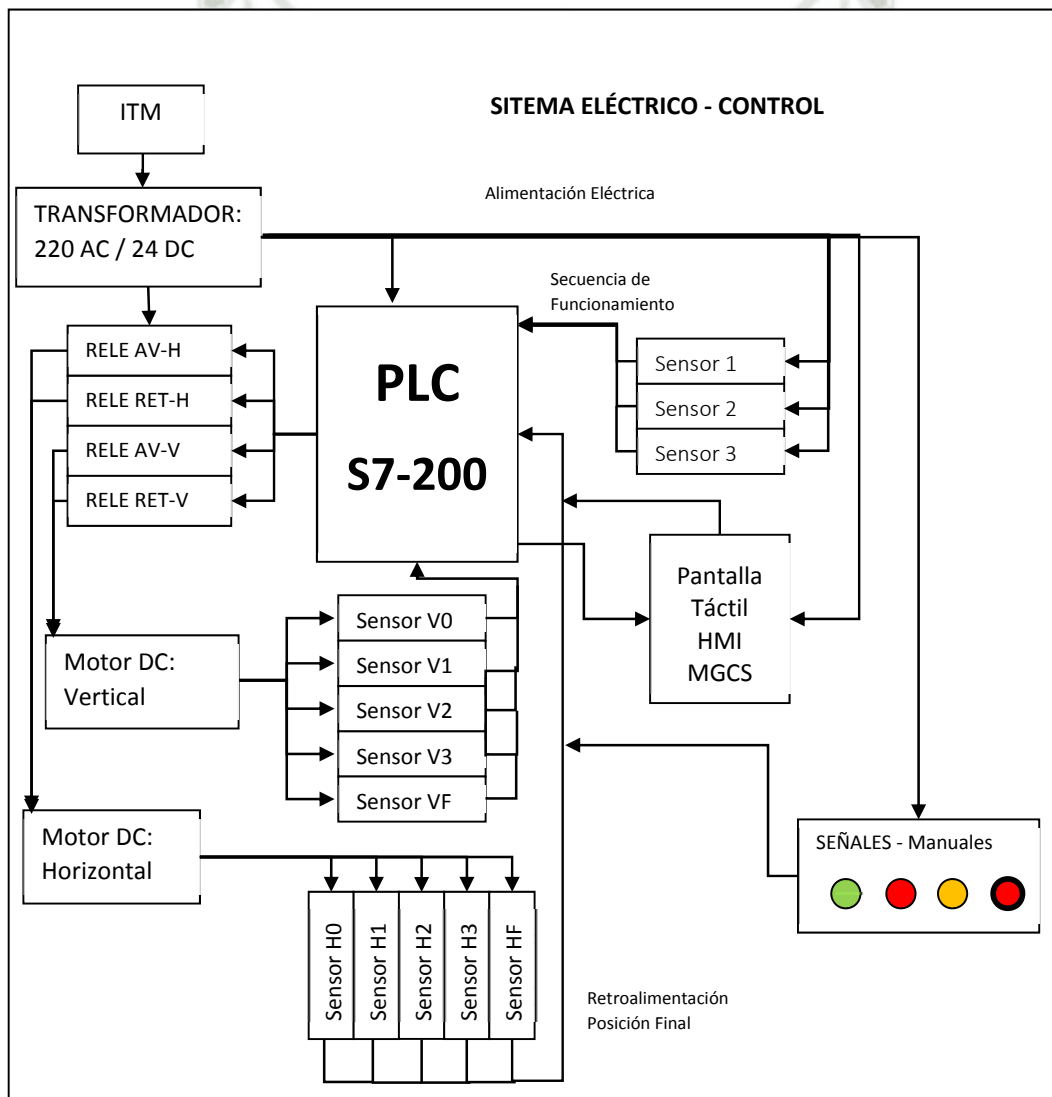 ITM
SITEMA ELÉCTRICO - CONTROL
TRANSFORMADOR:
220 AC / 24 DC
Alimentación Eléctrica
Secuencia de
Funcionamiento
RELE AV-H
RELE RET-H
RELE AV-V
RELE RET-V
PLC
S7-200
Sensor 1
Sensor 2
Sensor 3
Pantalla
Táctil
HMI
MGCS
Motor DC:
Vertical
Sensor V0
Sensor V1
Sensor V2
Sensor V3
Sensor VF
Motor DC:
Horizontal
SEÑALES - Manuales
Sensor H0
Sensor H1
Sensor H2
Sensor H3
Sensor HF
Retroalimentación
Posición Final